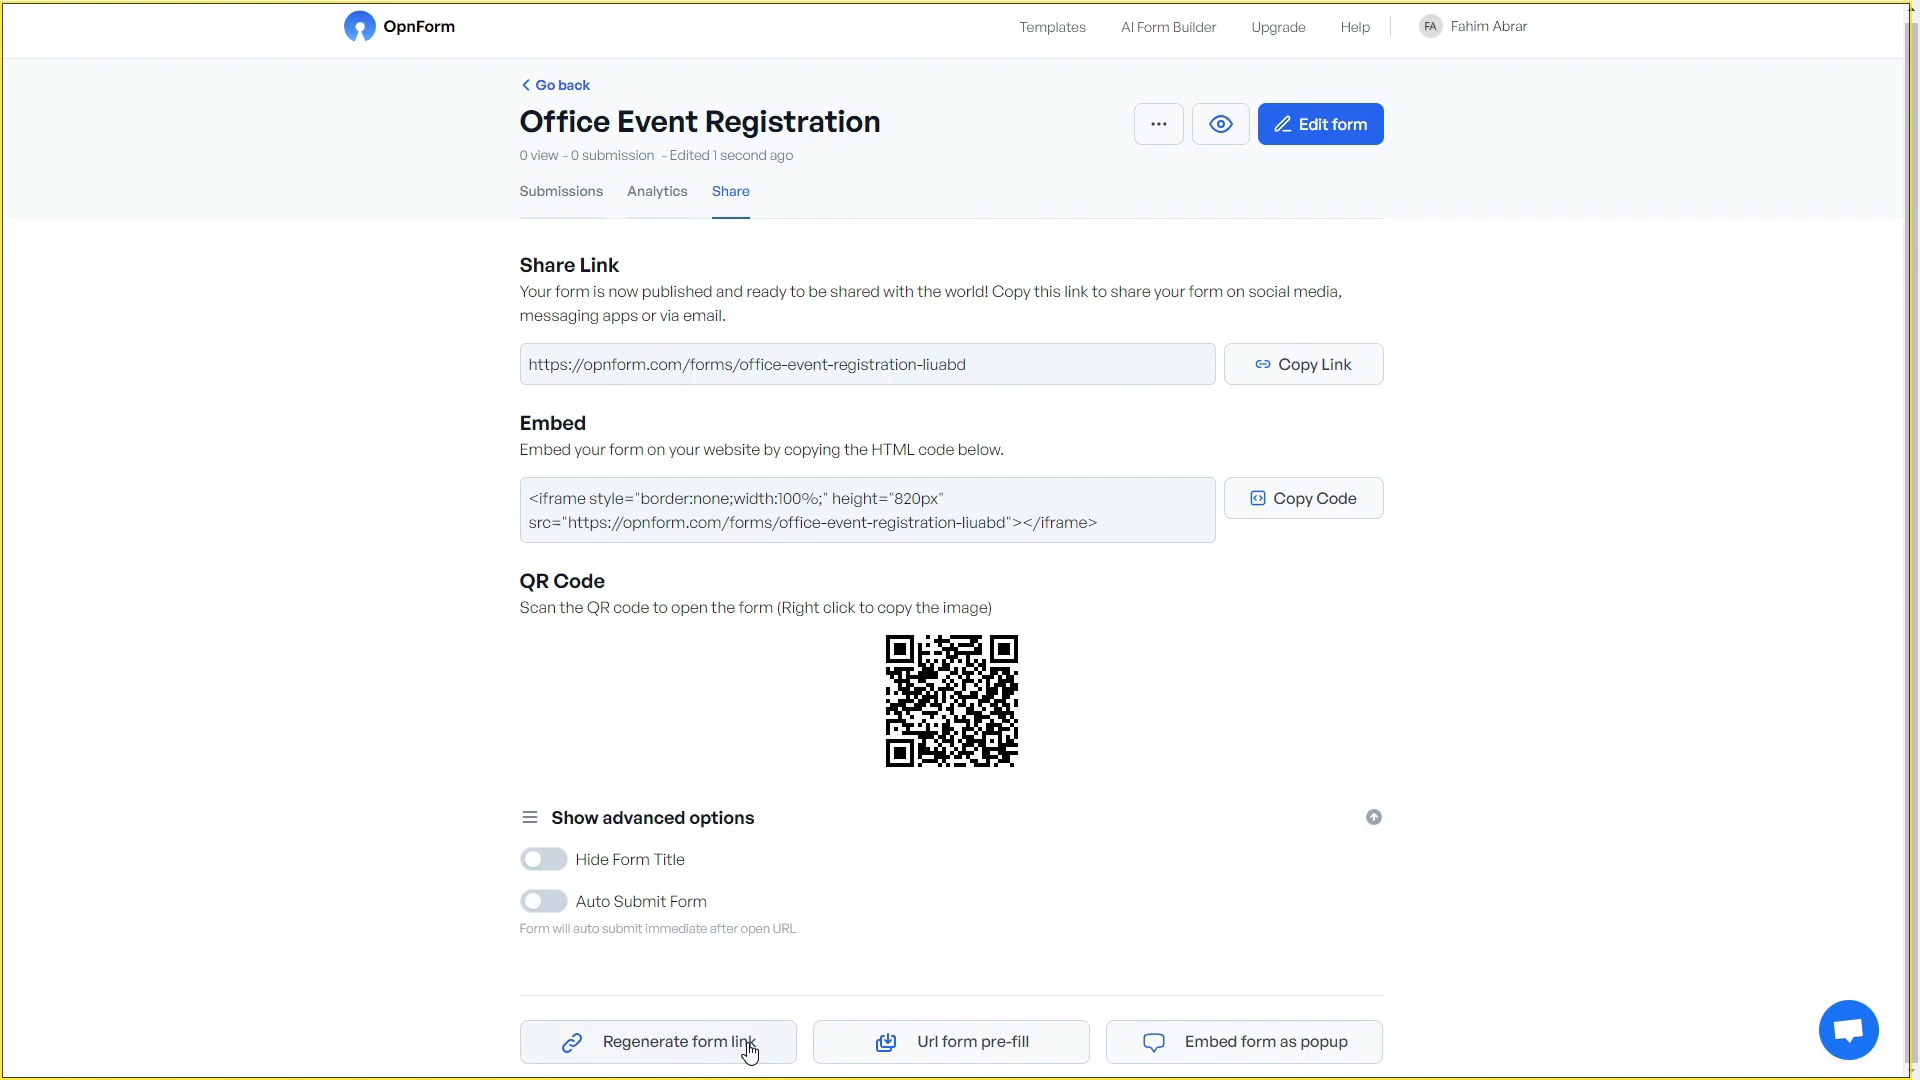 OpnForm
Templates
AI Form Builder
Upgrade
Help
FA
Fahim Abrar
Go back
Office Event Registration
0 view - 0 submission - Edited 1 second ago
Edit form
Submissions
Analytics
Share
Share Link
Your form is now published and ready to be shared with the world! Copy this link to share your form on social media,
messaging apps or via email.
https://opnform.com/forms/office-event-registration-liuabd
Copy Link
Embed
Embed your form on your website by copying the HTML code below.
<iframe style="border:none;width:100%;" height="820px"
src="https://opnform.com/forms/office-event-registration-liuabd"></iframe>
Copy Code
QR Code
Scan the QR code to open the form (Right click to copy the image)
Show advanced options
Hide Form Title
Auto Submit Form
Form will auto submit immediate after open URL
Regenerate form link
Url form pre-fill
Embed form as popup